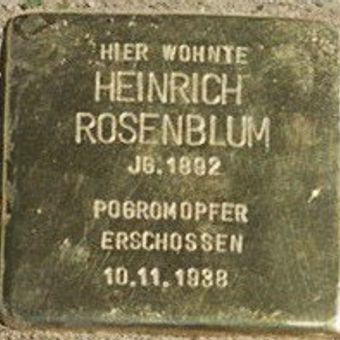 HIER WOHNTE
HEINRICH
ROSENBLUM
JG.1892
POGROMOPFER
ERSCHOSSEN
10.11.1938